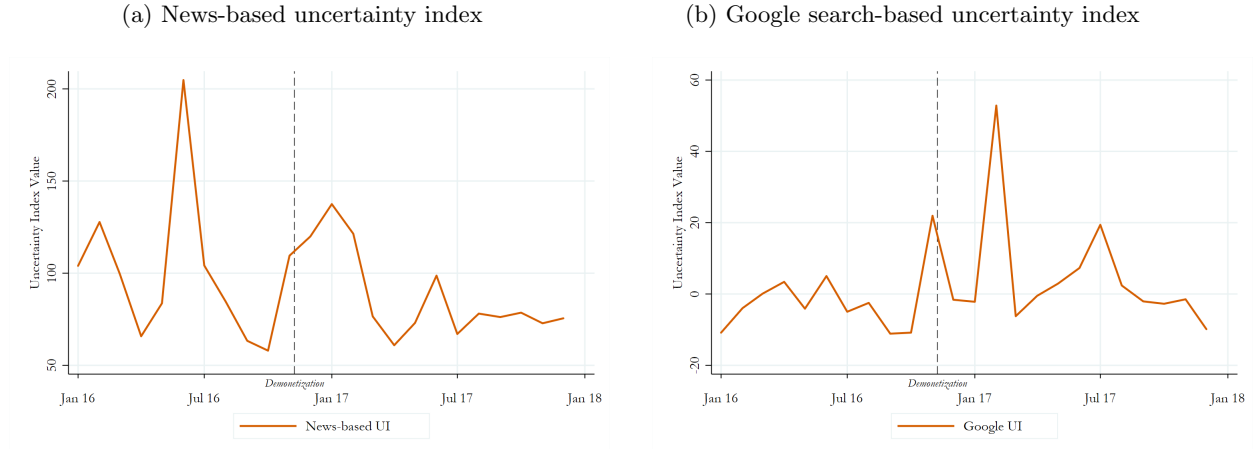 (a) News-based uncertainty index
Uncertainty Index Value
200
150
100
50
Demonetization
Jan 16 Jul 16 Jan 17 Jul 17 Jan 18
News-based UI
(b) Google search-based uncertainty index
Uncertainty Index Value
60
40
20
0
-20
Demonetization
Jan 16 Jul 16 Jan 17 Jul 17 Jan 18
Google UI